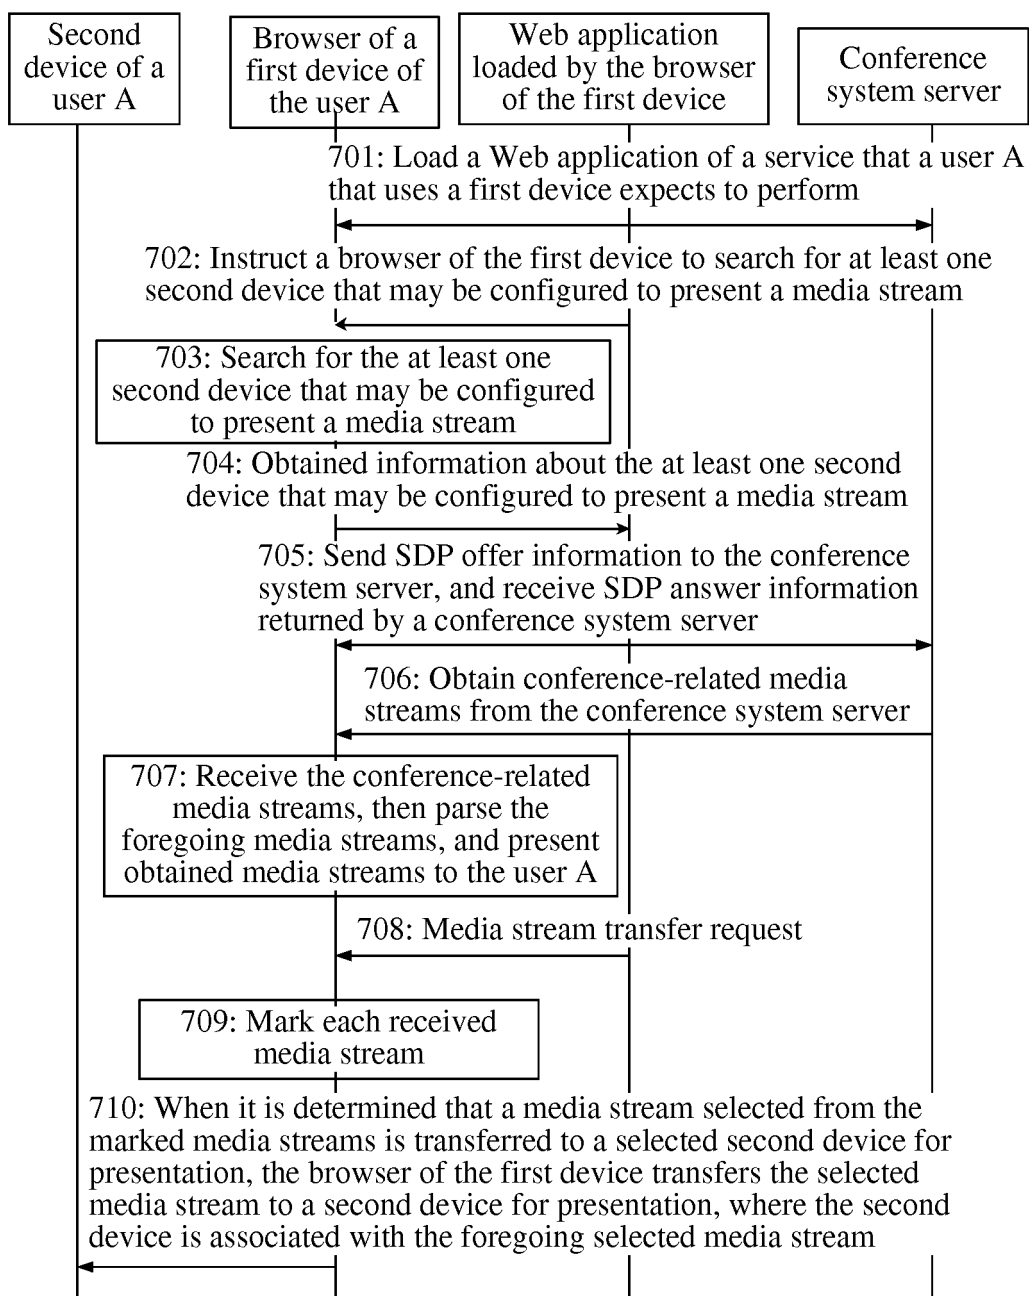 Second
device of a
user A
Browser of a
first device of
the user A
Web application
loaded by the browser
of the first device
Conference
system server
701: Load a Web application of a service that a user A
that uses a first device expects to perform
702: Instruct a browser of the first device to search for at least one
second device that may be configured to present a media stream
703: Search for the at least one
second device that may be configured
to present a media stream
704: Obtained information about the at least one second
device that may be configured to present a media stream
705: Send SDP offer information to the conference
system server, and receive SDP answer information
returned by a conference system server
706: Obtain conference-related media
streams from the conference system server
707: Receive the conference-related
media streams, then parse the
foregoing media streams, and present
obtained media streams to the user A
708: Media stream transfer request
709: Mark each received
media stream
710: When it is determined that a media stream selected from the
marked media streams is transferred to a selected second device for
presentation, the browser of the first device transfers the selected
media stream to a second device for presentation, where the second
device is associated with the foregoing selected media stream